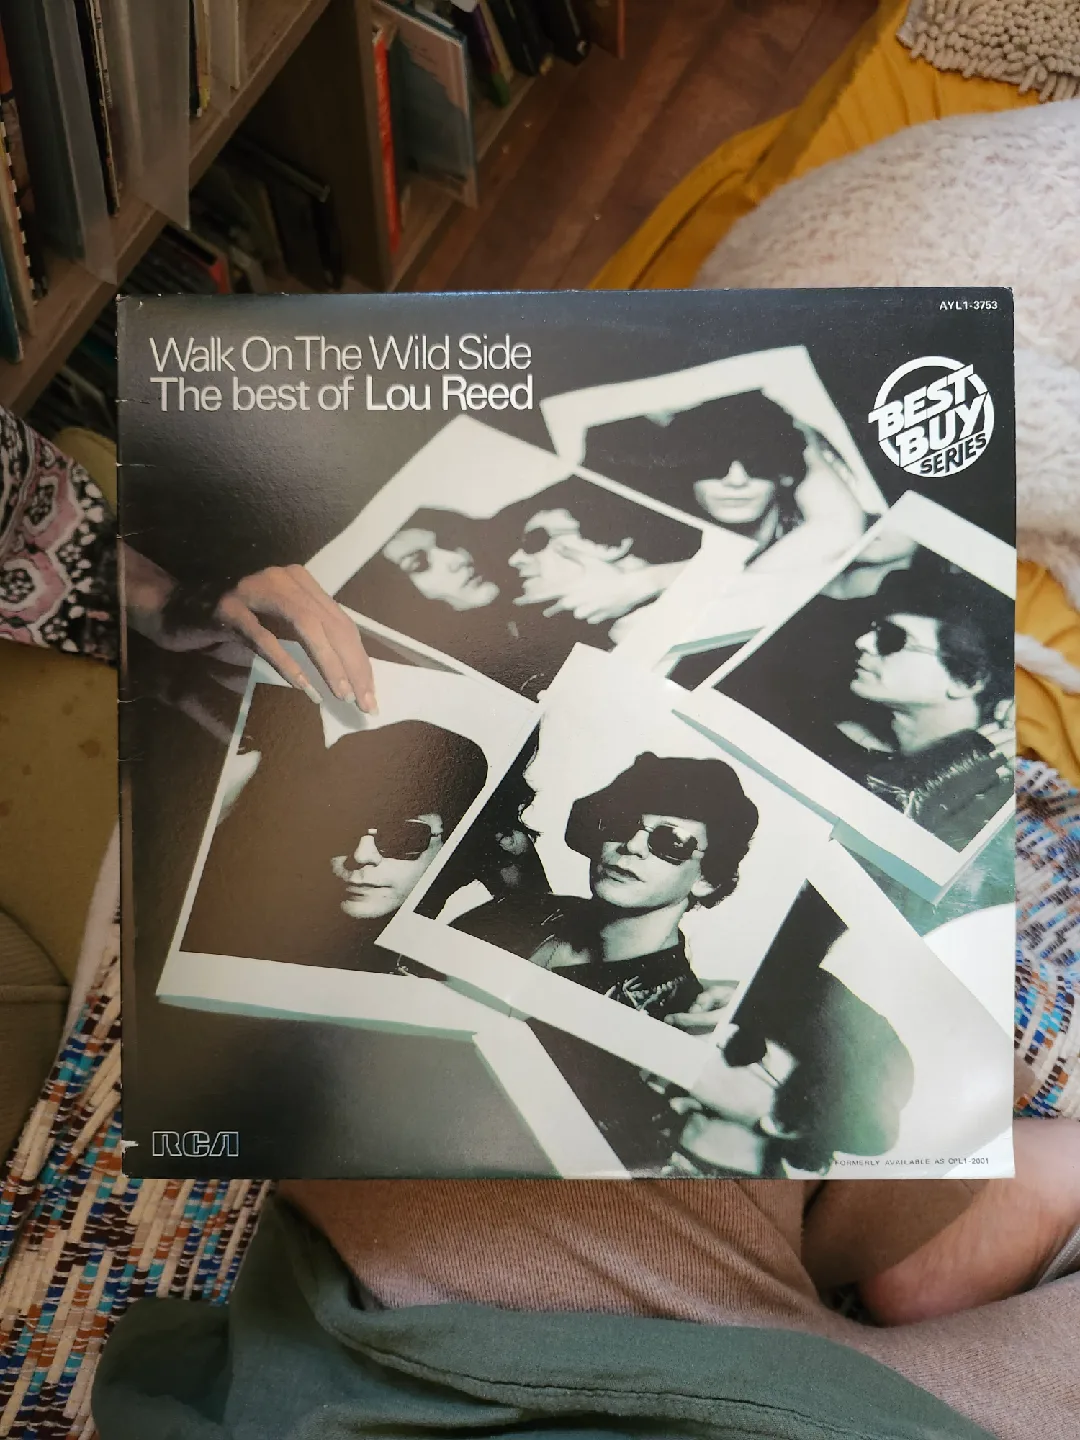 AYL1-3753
Walk On The Wild Side
The best of Lou Reed
BEST
BUY
SERIES
RCA
FORMERLY AVAILABLE AS CPL1-2001